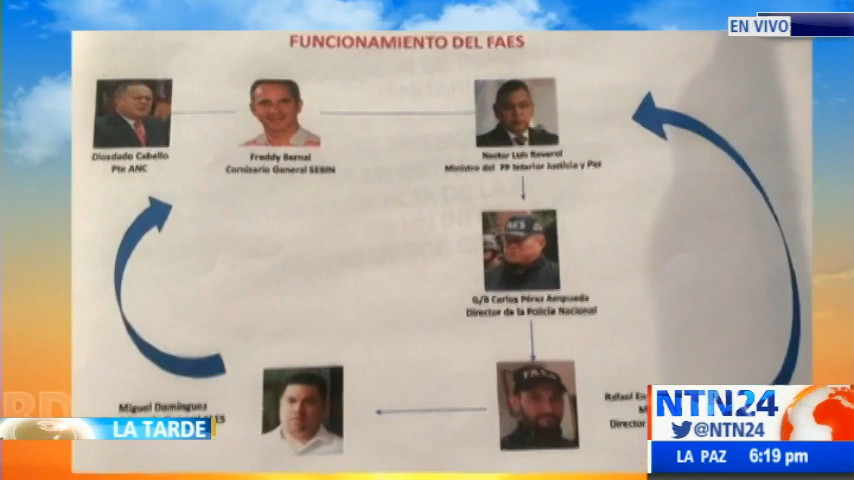 EN VIVO
FUNCIONAMIENTO DEL FAES
Diosdado Cabello
Pte ANC
Freddy Bernal
Comisario General SEBIN
Nestor Luis Reverol
Ministro del PP Interior Justicia y Paz
AES
G/B Carlos Pérez Ampueda
Director de la Policía Nacional
FAES
Miguel Domínguez
Rafael
Director
LA TARDE
NTN24
@NTN24
LA PAZ 6:19 pm